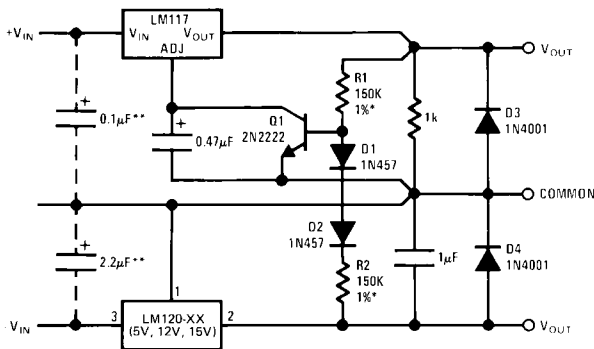 LM117
+VIN
VIN
VOUT
ADJ
VOUT
R1
150K
1%*
Q1
2N2222
0.1µF**
+
0.47µF
+
1k
D3
1N4001
D1
1N457
COMMON
D2
1N457
2.2µF**
+
1µF
D4
1N4001
R2
150K
1%*
1
3
LM120-XX
2
(5V, 12V, 15V)
-VIN
VOUT